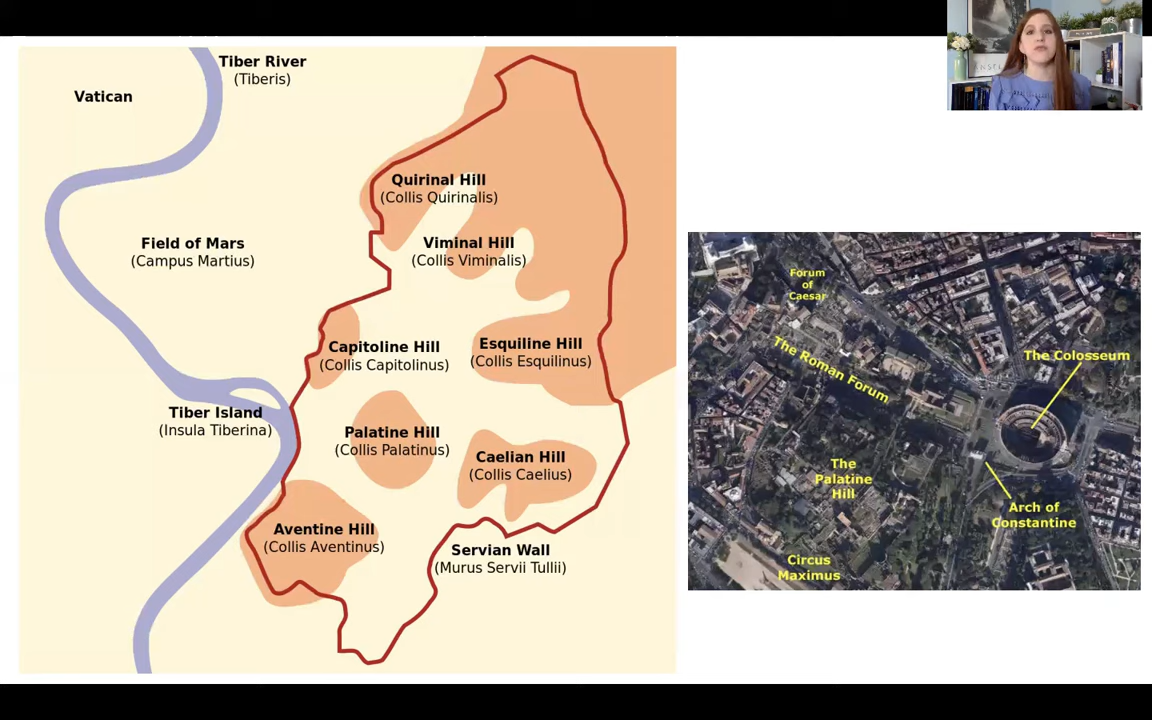 Tiber River
(Tiberis)
Vatican
Quirinal Hill
(Collis Quirinalis)
Field of Mars
(Campus Martius)
Viminal Hill
(Collis Viminalis)
Capitoline Hill
(Collis Capitolinus)
Esquiline Hill
(Collis Esquilinus)
Tiber Island
(Insula Tiberina)
Palatine Hill
(Collis Palatinus)
Caelian Hill
(Collis Caelius)
Aventine Hill
(Collis Aventinus)
Servian Wall
(Murus Servii Tullii)
Forum
of
Caesar
The Roman Forum
The Colosseum
The
Palatine
Hill
Arch of
Constantine
Circus
Maximus